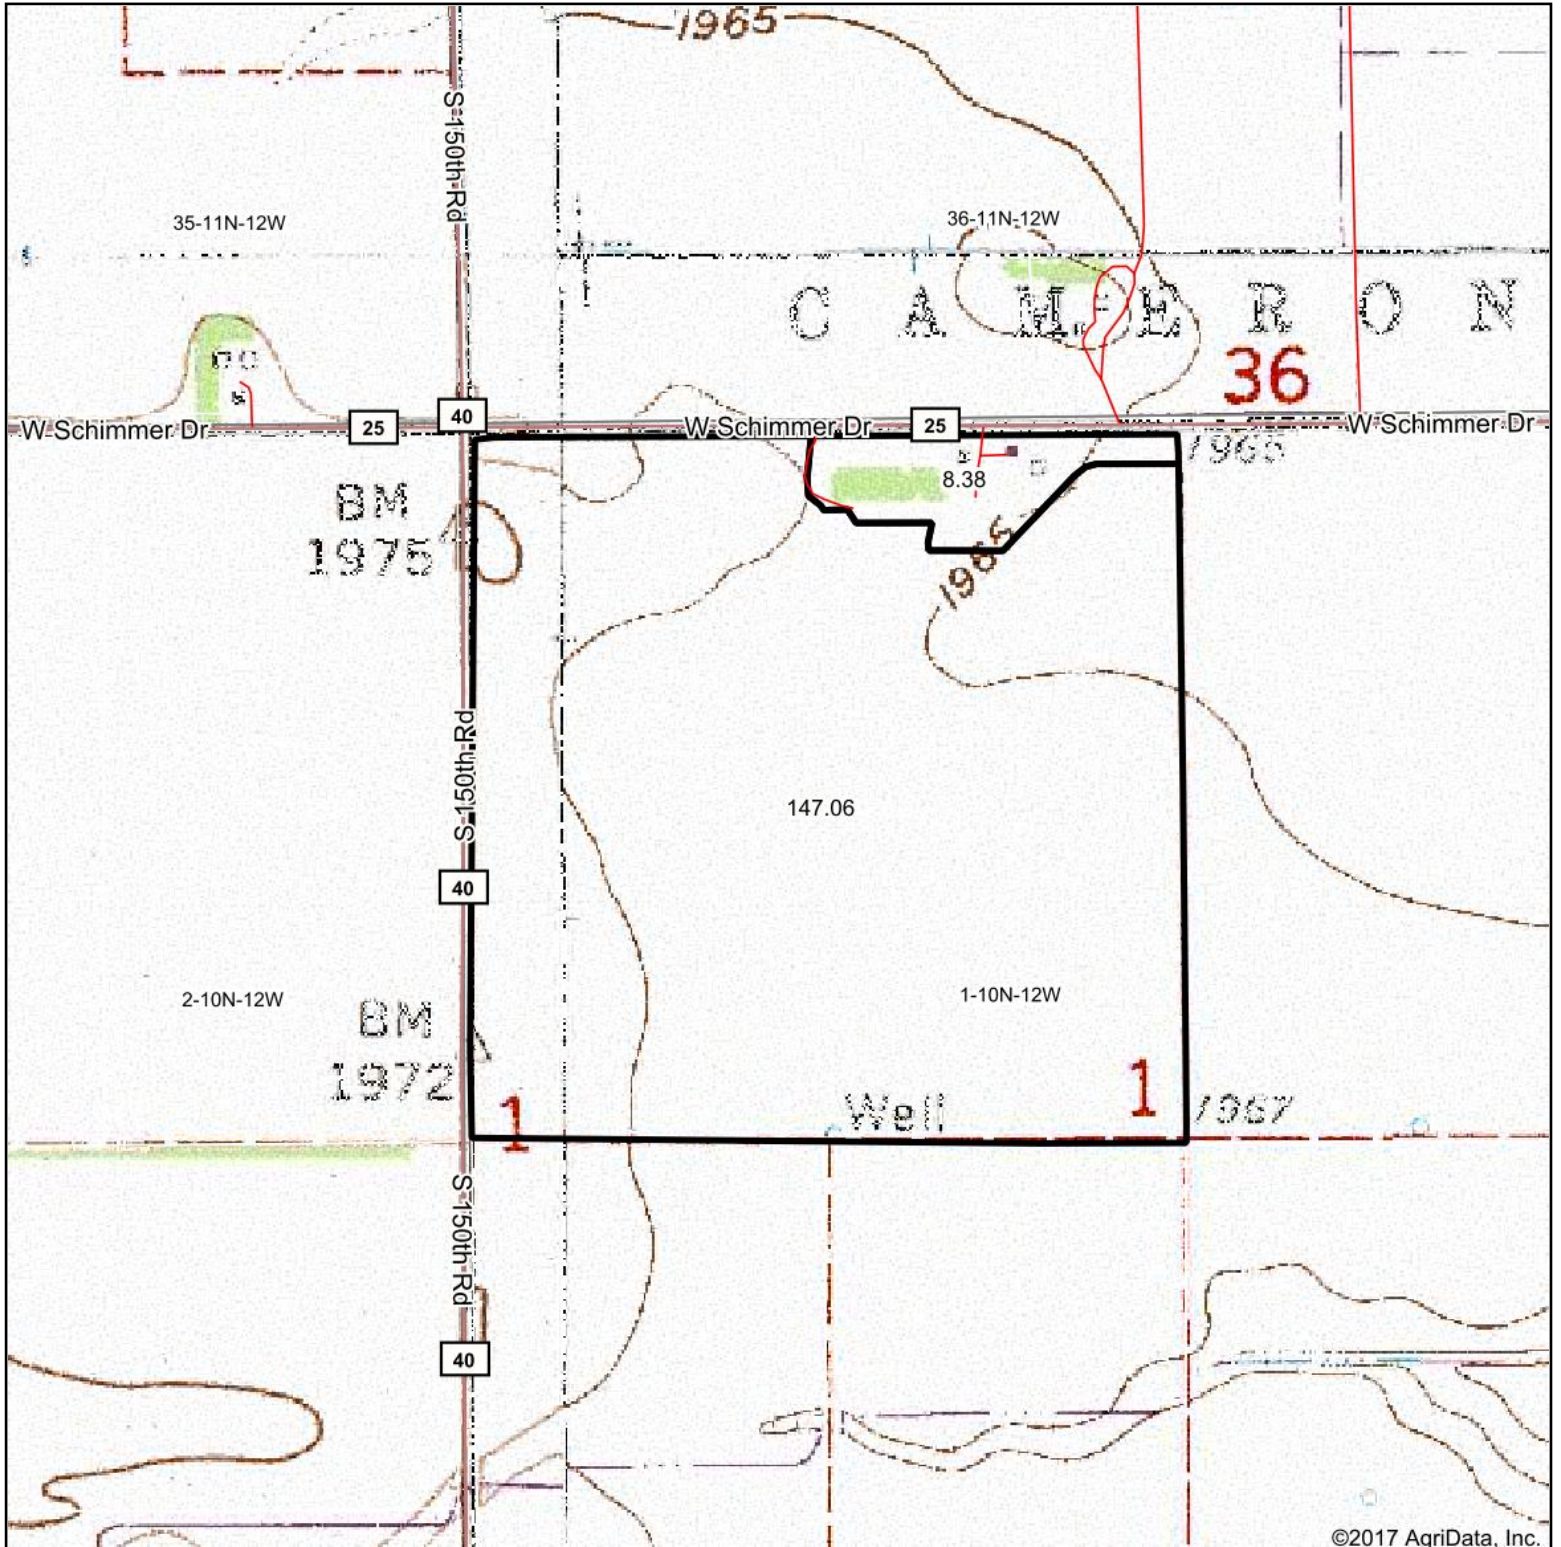 1965
S 150th Rd
35-11N-12W
36-11N-12W
CAMERON
36
W Schimmer Dr
25
40
W Schimmer Dr
25
W Schimmer Dr
1965
8.38
BM
1975
1965
S 150th Rd
147.06
40
2-10N-12W
1-10N-12W
BM
1972
1
Well
1
1967
S 150th Rd
40
©2017 AgriData, Inc.